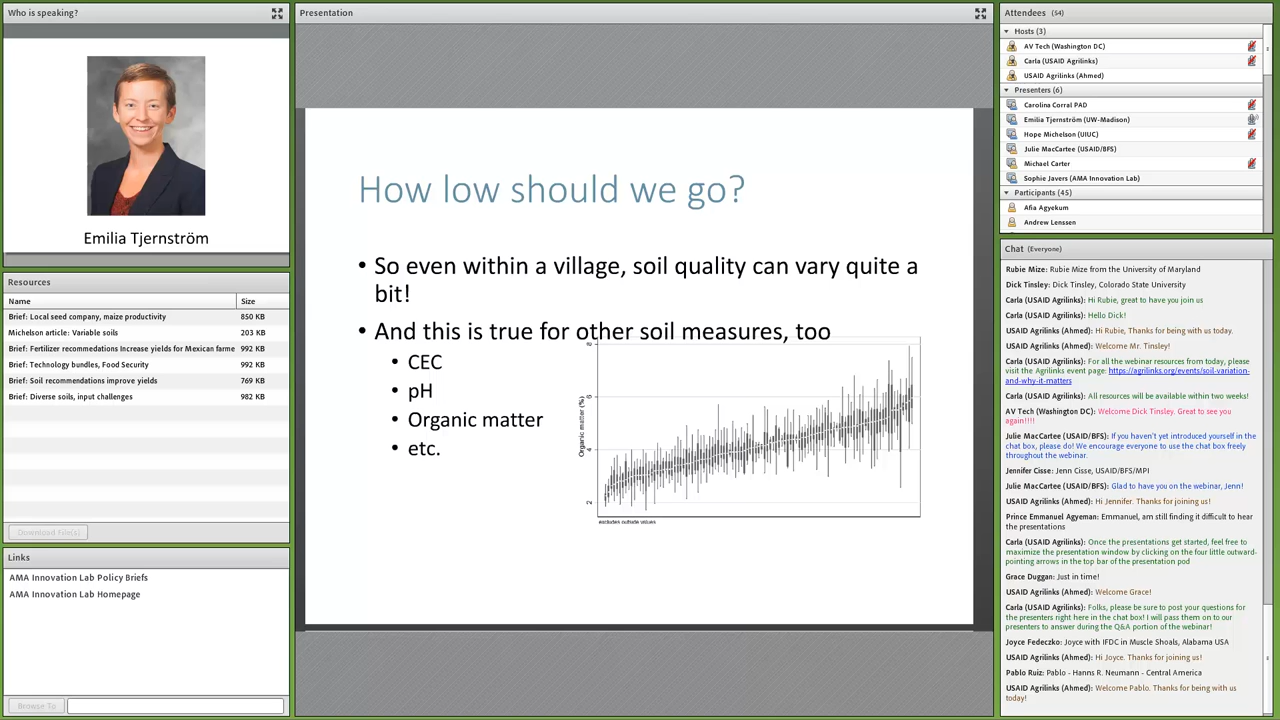 Who is speaking?
Emilia Tjernström
Resources
Name Size
Brief: Local seed company, maize productivity 850 KB
Michelson article: Variable soils 203 KB
Brief: Fertilizer recommendations Increase yields for Mexican farme 992 KB
Brief: Technology bundles, Food Security 992 KB
Brief: Soil recommendations improve yields 769 KB
Brief: Diverse soils, input challenges 982 KB
Download File(s)
Links
AMA Innovation Lab Policy Briefs
AMA Innovation Lab Homepage
Browse To
Presentation
How low should we go?
• So even within a village, soil quality can vary quite a
bit!
• And this is true for other soil measures, too
• CEC
• pH
• Organic matter
• etc.
Organic matter (%)
8
6
4
2
excludes outside values
Attendees (54)
Hosts (3)
AV Tech (Washington DC)
Carla (USAID Agrilinks)
USAID Agrilinks (Ahmed)
Presenters (6)
Carolina Corral PAD
Emilia Tjernström (UW-Madison)
Hope Michelson (UIUC)
Julie MacCartee (USAID/BFS)
Michael Carter
Sophie Javers (AMA Innovation Lab)
Participants (45)
Afia Agyekum
Andrew Lenssen
Chat (Everyone)
Rubie Mize: Rubie Mize from the University of Maryland
Dick Tinsley: Dick Tinsley, Colorado State University
Carla (USAID Agrilinks): Hi Rubie, great to have you join us
Carla (USAID Agrilinks): Hello Dick!
USAID Agrilinks (Ahmed): Hi Rubie, Thanks for being with us today.
USAID Agrilinks (Ahmed): Welcome Mr. Tinsley!
Carla (USAID Agrilinks): For all the webinar resources from today, please
visit the Agrilinks event page: https://agrilinks.org/events/soil-variation-
and-why-it-matters
Carla (USAID Agrilinks): All resources will be available within two weeks!
AV Tech (Washington DC): Welcome Dick Tinsley. Great to see you
again!!!!
Julie MacCartee (USAID/BFS): If you haven't yet introduced yourself in the
chat box, please do! We encourage everyone to use the chat box freely
throughout the webinar.
Jennifer Cisse: Jenn Cisse, USAID/BFS/MPI
Julie MacCartee (USAID/BFS): Glad to have you on the webinar, Jenn!
USAID Agrilinks (Ahmed): Hi Jennifer. Thanks for joining us!
Prince Emmanuel Agyeman: Emmanuel, am still finding it difficult to hear
the presentations
Carla (USAID Agrilinks): Once the presentations get started, feel free to
maximize the presentation window by clicking on the four little outward-
pointing arrows in the top bar of the presentation pod
Grace Duggan: Just in time!
USAID Agrilinks (Ahmed): Welcome Grace!
Carla (USAID Agrilinks): Folks, please be sure to post your questions for
the presenters right here in the chat box! I will pass them on to our
presenters to answer during the Q&A portion of the webinar!
Joyce Fedeczko: Joyce with IFDC in Muscle Shoals, Alabama USA
USAID Agrilinks (Ahmed): Hi Joyce. Thanks for joining us!
Pablo Ruiz: Pablo - Hanns R. Neumann - Central America
USAID Agrilinks (Ahmed): Welcome Pablo. Thanks for being with us
today!